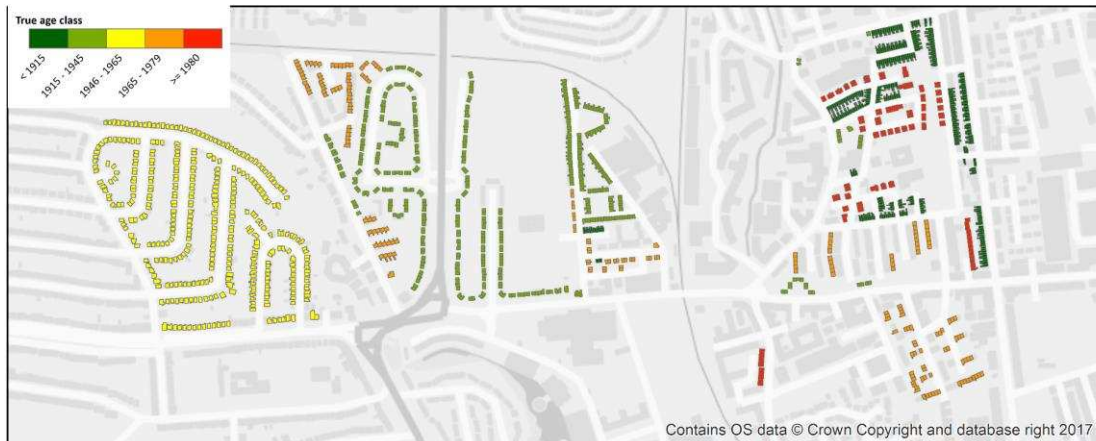 True age class
< 1915
1915 - 1945
1946 - 1965
1965 - 1979
>= 1980
Contains OS data © Crown Copyright and database right 2017